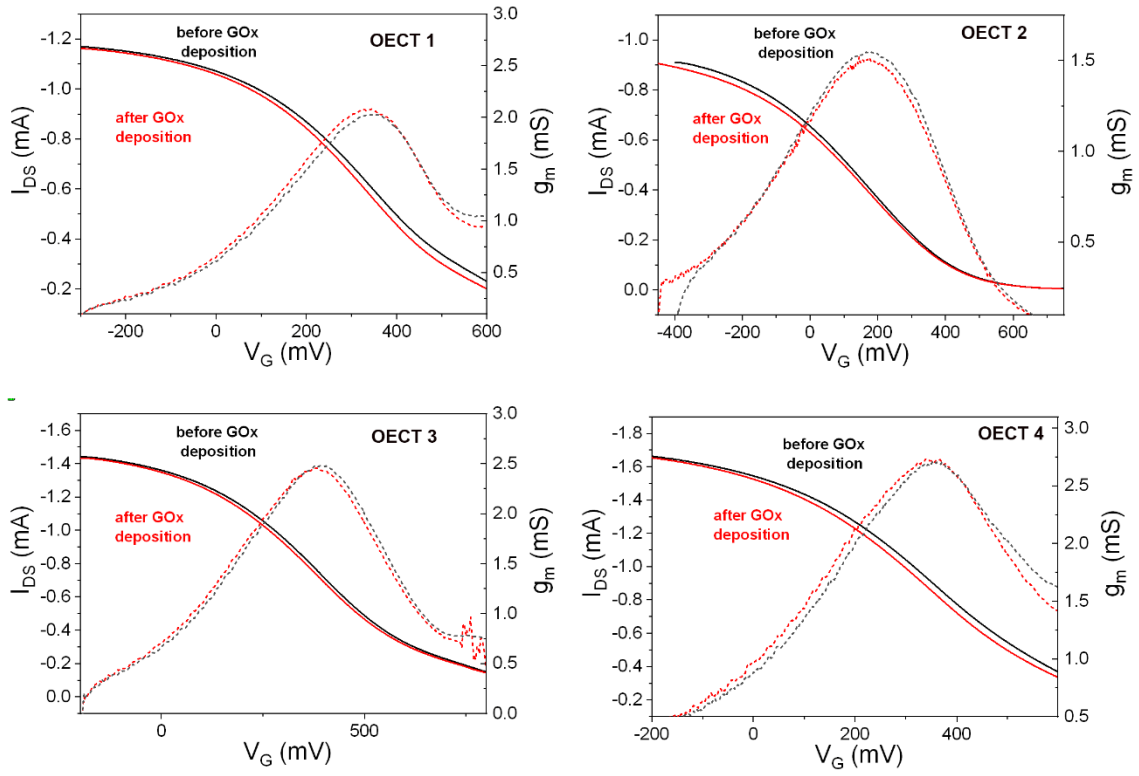 before GOx
deposition
OECT 1
after GOx
deposition
I_DS (mA)
-1.2
-1.0
-0.8
-0.6
-0.4
-0.2
g_m (mS)
3.0
2.5
2.0
1.5
1.0
0.5
-200 0 200 400 600
V_G (mV)
before GOx
deposition
OECT 2
after GOx
deposition
I_DS (mA)
-1.0
-0.8
-0.6
-0.4
-0.2
0.0
g_m (mS)
1.5
1.0
0.5
-400 -200 0 200 400 600
V_G (mV)
before GOx
deposition
OECT 3
after GOx
deposition
I_DS (mA)
-1.6
-1.4
-1.2
-1.0
-0.8
-0.6
-0.4
-0.2
0.0
g_m (mS)
3.0
2.5
2.0
1.5
1.0
0.5
0.0
0 500
V_G (mV)
before GOx
deposition
OECT 4
after GOx
deposition
I_DS (mA)
-1.8
-1.6
-1.4
-1.2
-1.0
-0.8
-0.6
-0.4
-0.2
g_m (mS)
3.0
2.5
2.0
1.5
1.0
0.5
-200 0 200 400
V_G (mV)